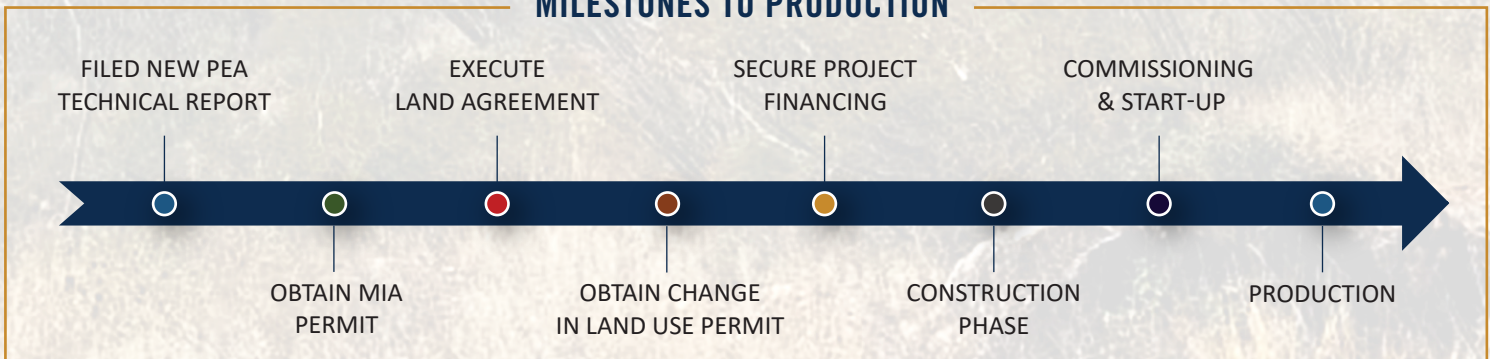 MILESTONES TO PRODUCTION
FILED NEW PEA
TECHNICAL REPORT
OBTAIN MIA
PERMIT
EXECUTE
LAND AGREEMENT
OBTAIN CHANGE
IN LAND USE PERMIT
SECURE PROJECT
FINANCING
CONSTRUCTION
PHASE
COMMISSIONING
& START-UP
PRODUCTION